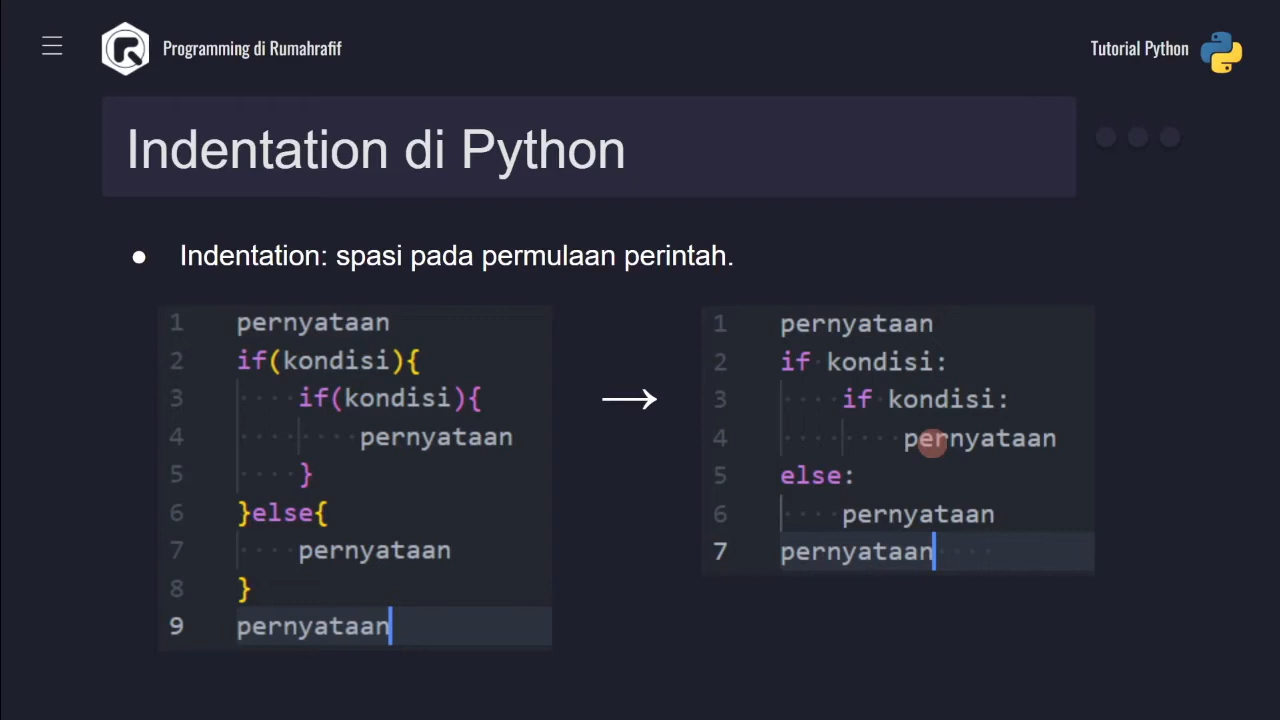 Programming di Rumahrafif
Tutorial Python
Indentation di Python
● Indentation: spasi pada permulaan perintah.
1 pernyataan
2 if(kondisi){
3 ····if(kondisi){
4 ········pernyataan
5 ····}
6 }else{
7 ····pernyataan
8 }
9 pernyataan
→
1 pernyataan
2 if·kondisi:
3 ····if·kondisi:
4 ········pernyataan
5 else:
6 ····pernyataan
7 pernyataan····